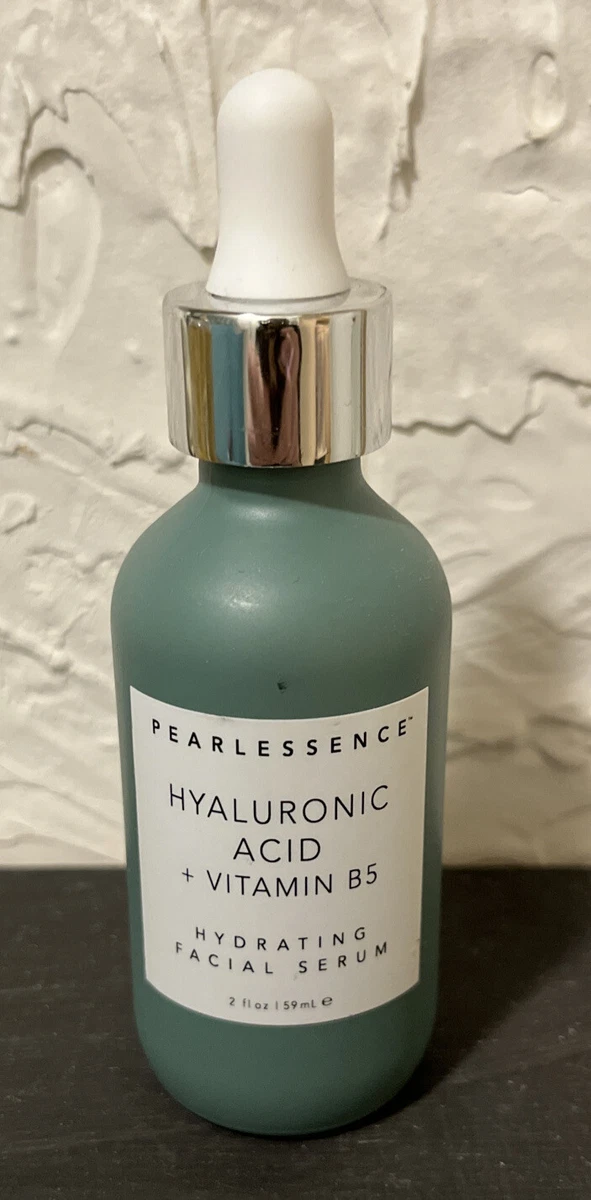 PEARLESSENCE™
HYALURONIC
ACID
+ VITAMIN B5
HYDRATING
FACIAL SERUM
2 fl oz | 59mL ℮